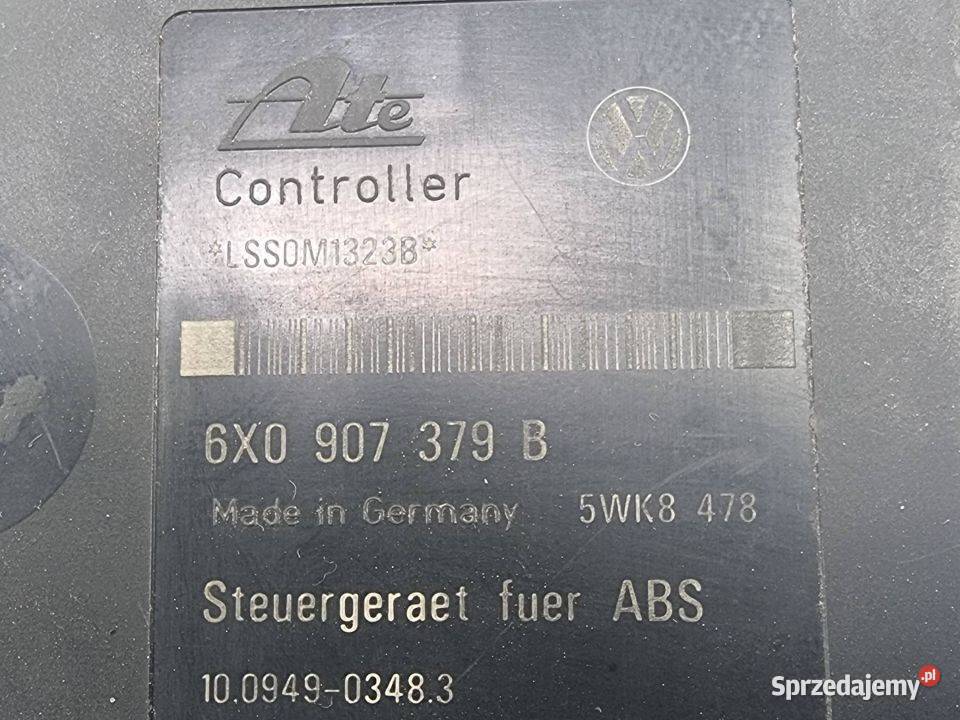 Ate
Controller
*LSS0M1323B*
6X0 907 379 B
Made in Germany 5WK8 478
Steuergeraet fuer ABS
10.0949-0348.3
Sprzedajemy.pl